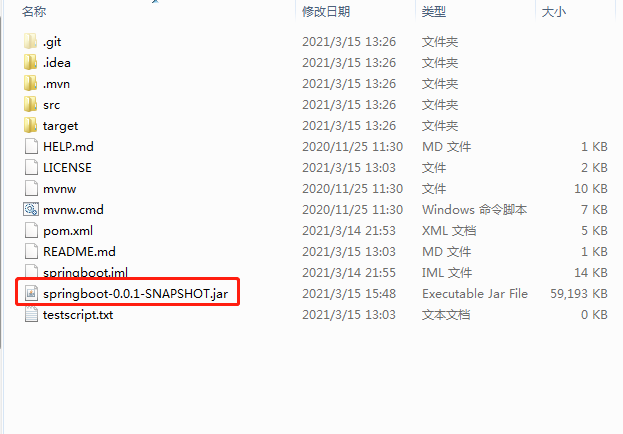 名称 修改日期 类型 大小
.git 2021/3/15 13:26 文件夹
.idea 2021/3/15 13:26 文件夹
.mvn 2021/3/15 13:26 文件夹
src 2021/3/15 13:26 文件夹
target 2021/3/15 13:26 文件夹
HELP.md 2020/11/25 11:30 MD 文件 1 KB
LICENSE 2021/3/15 13:03 文件 2 KB
mvnw 2020/11/25 11:30 文件 10 KB
mvnw.cmd 2020/11/25 11:30 Windows 命令脚本 7 KB
pom.xml 2021/3/14 21:53 XML 文档 5 KB
README.md 2021/3/15 13:03 MD 文件 1 KB
springboot.iml 2021/3/14 21:55 IML 文件 14 KB
springboot-0.0.1-SNAPSHOT.jar 2021/3/15 15:48 Executable Jar File 59,193 KB
testscript.txt 2021/3/15 13:03 文本文档 0 KB